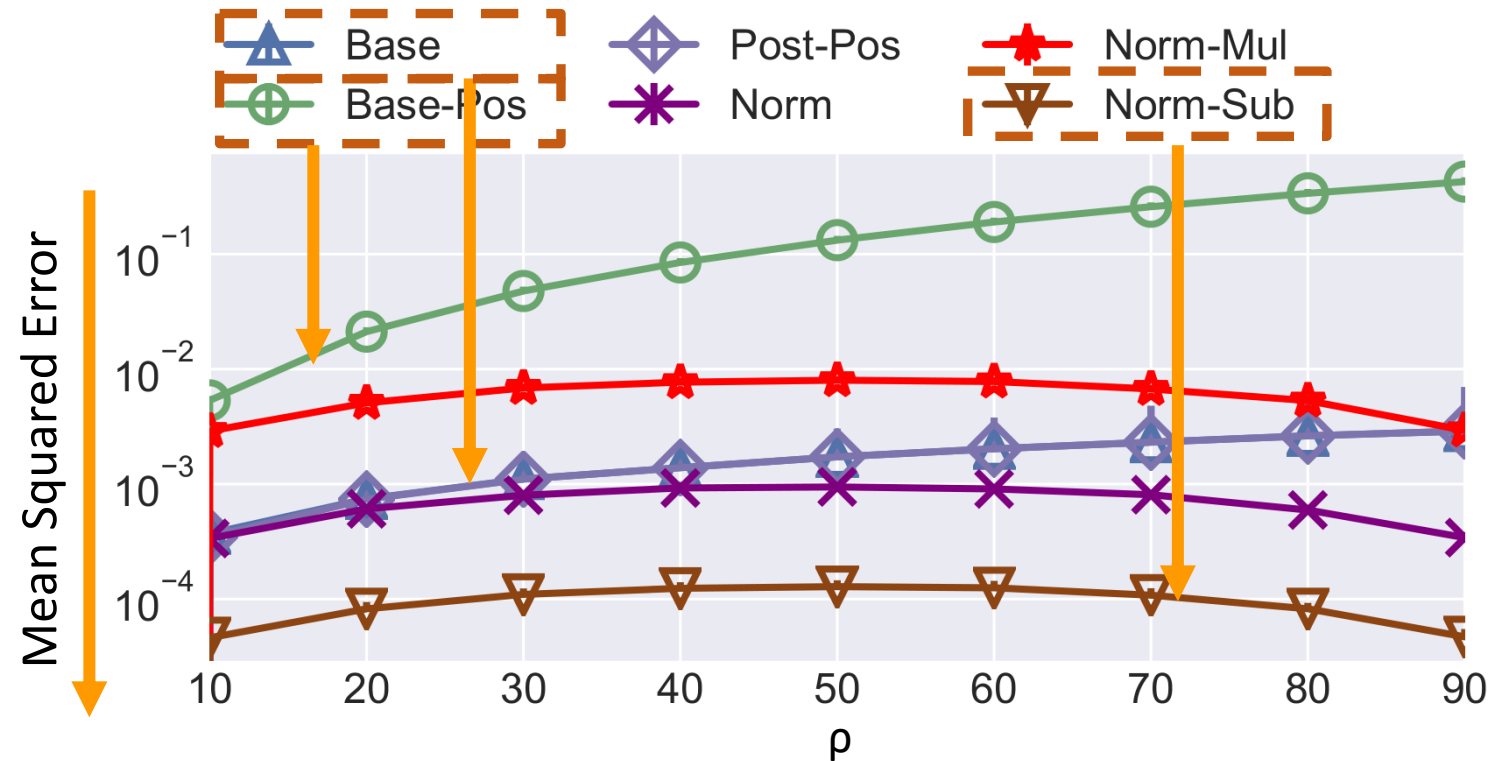 Base Post-Pos Norm-Mul
Base-Pos Norm Norm-Sub
Mean Squared Error
10⁻¹
10⁻²
10⁻³
10⁻⁴
10 20 30 40 50 60 70 80 90
ρ